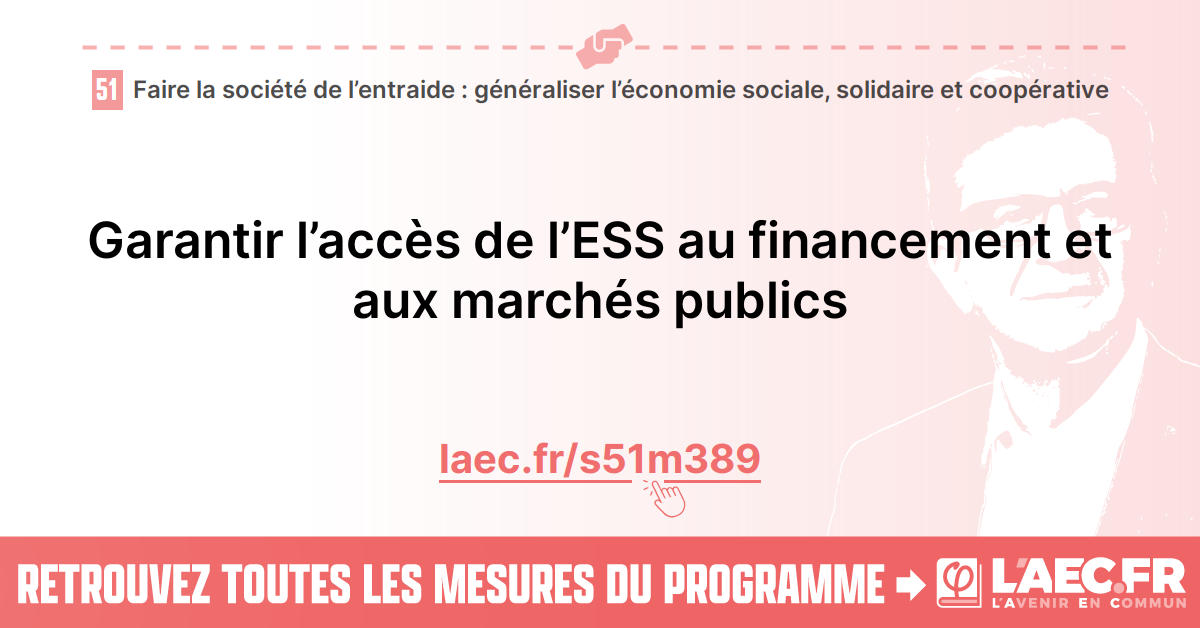 51 Faire la société de l’entraide : généraliser l’économie sociale, solidaire et coopérative
Garantir l’accès de l’ESS au financement et
aux marchés publics
laec.fr/s51m389
RETROUVEZ TOUTES LES MESURES DU PROGRAMME
φ L’AEC.FR
L’AVENIR EN COMMUN